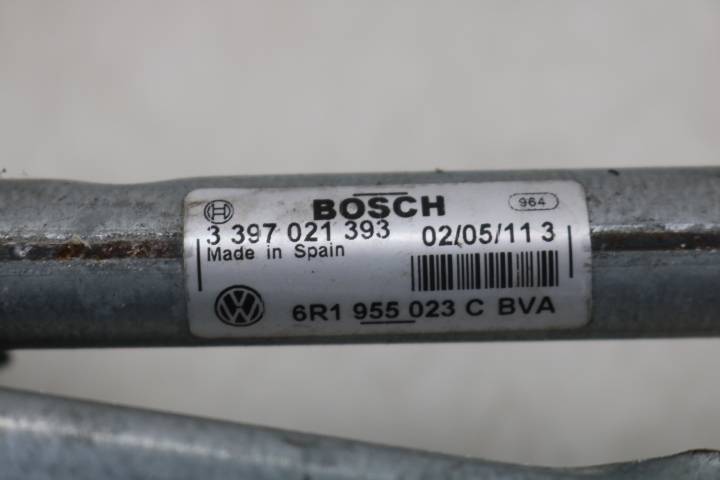 BOSCH 964
3 397 021 393 02/05/11 3
Made in Spain
6R1 955 023 C BVA